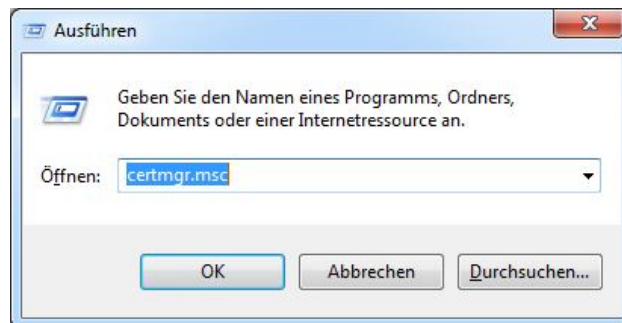 Ausführen
Geben Sie den Namen eines Programms, Ordners,
Dokuments oder einer Internetressource an.
Öffnen: certmgr.msc
OK Abbrechen Durchsuchen...